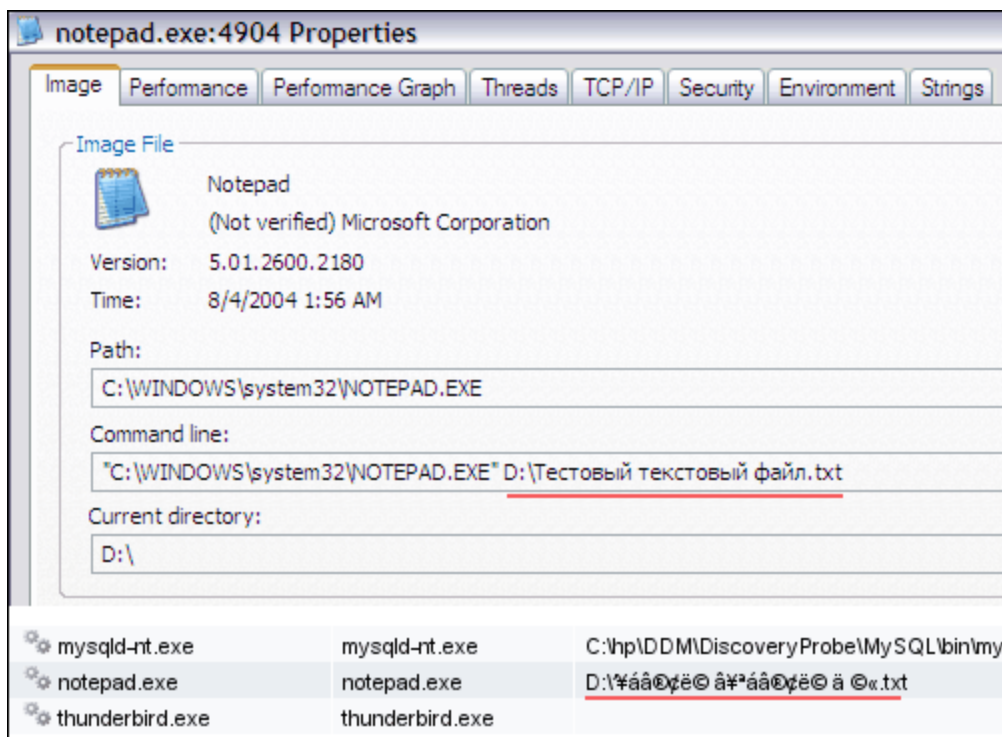 notepad.exe:4904 Properties
Image Performance Performance Graph Threads TCP/IP Security Environment Strings
Image File
Notepad
(Not verified) Microsoft Corporation
Version: 5.01.2600.2180
Time: 8/4/2004 1:56 AM
Path:
C:\WINDOWS\system32\NOTEPAD.EXE
Command line:
"C:\WINDOWS\system32\NOTEPAD.EXE" D:\Тестовый текстовый файл.txt
Current directory:
D:\
mysqld-nt.exe mysqld-nt.exe C:\hp\DDM\DiscoveryProbe\MySQL\bin\my
notepad.exe notepad.exe D:\’¥áâ®¢ë© â¥ªáâ®¢ë© ä ©«.txt
thunderbird.exe thunderbird.exe